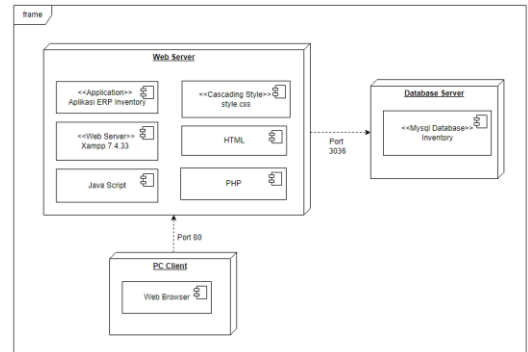 frame
Web Server
<<Application>>
Aplikasi ERP Inventory
<<Cascading Style>>
style.css
<<Web Server>>
Xampp 7.4.33
HTML
Java Script
PHP
Port
3036
Database Server
<<Mysql Database>>
Inventory
Port 80
PC Client
Web Browser